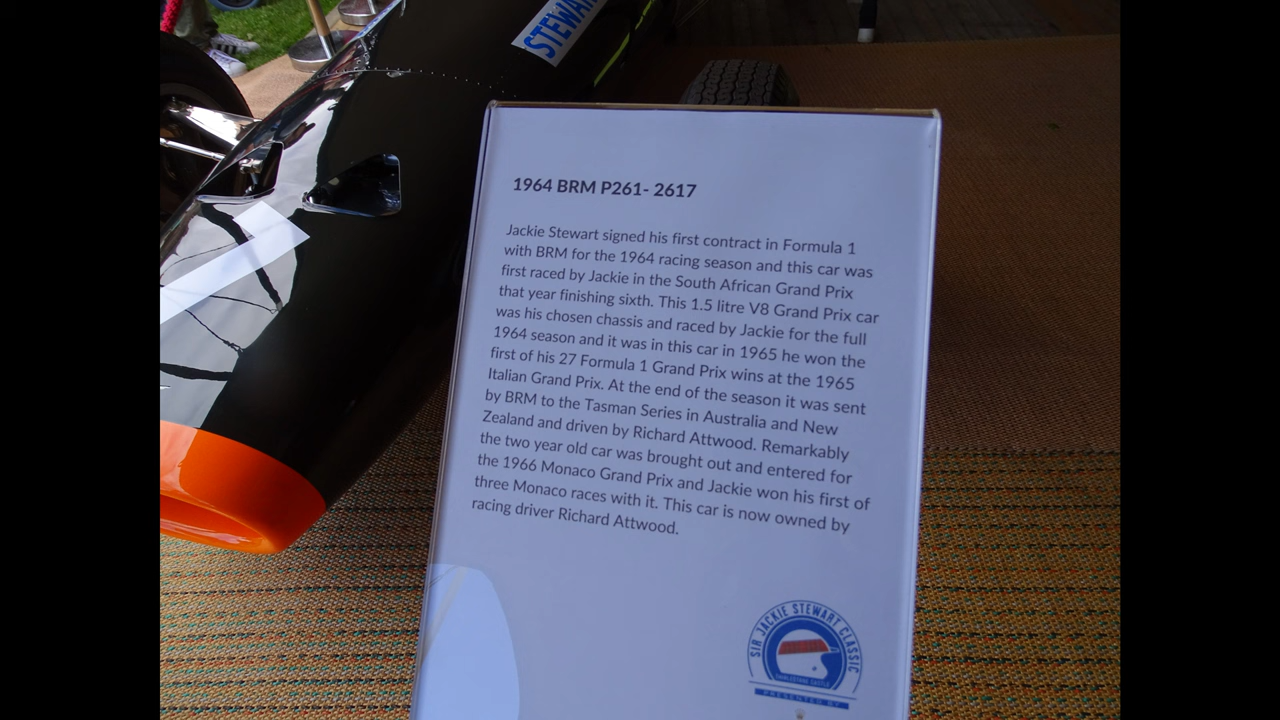 STEWAR
1964 BRM P261- 2617
Jackie Stewart signed his first contract in Formula 1
with BRM for the 1964 racing season and this car was
first raced by Jackie in the South African Grand Prix
that year finishing sixth. This 1.5 litre V8 Grand Prix car
was his chosen chassis and raced by Jackie for the full
1964 season and it was in this car in 1965 he won the
first of his 27 Formula 1 Grand Prix wins at the 1965
Italian Grand Prix. At the end of the season it was sent
by BRM to the Tasman Series in Australia and New
Zealand and driven by Richard Attwood. Remarkably
the two year old car was brought out and entered for
the 1966 Monaco Grand Prix and Jackie won his first of
three Monaco races with it. This car is now owned by
racing driver Richard Attwood.
SIR JACKIE STEWART CLASSIC
THIRLESTANE CASTLE
PRESENTED BY